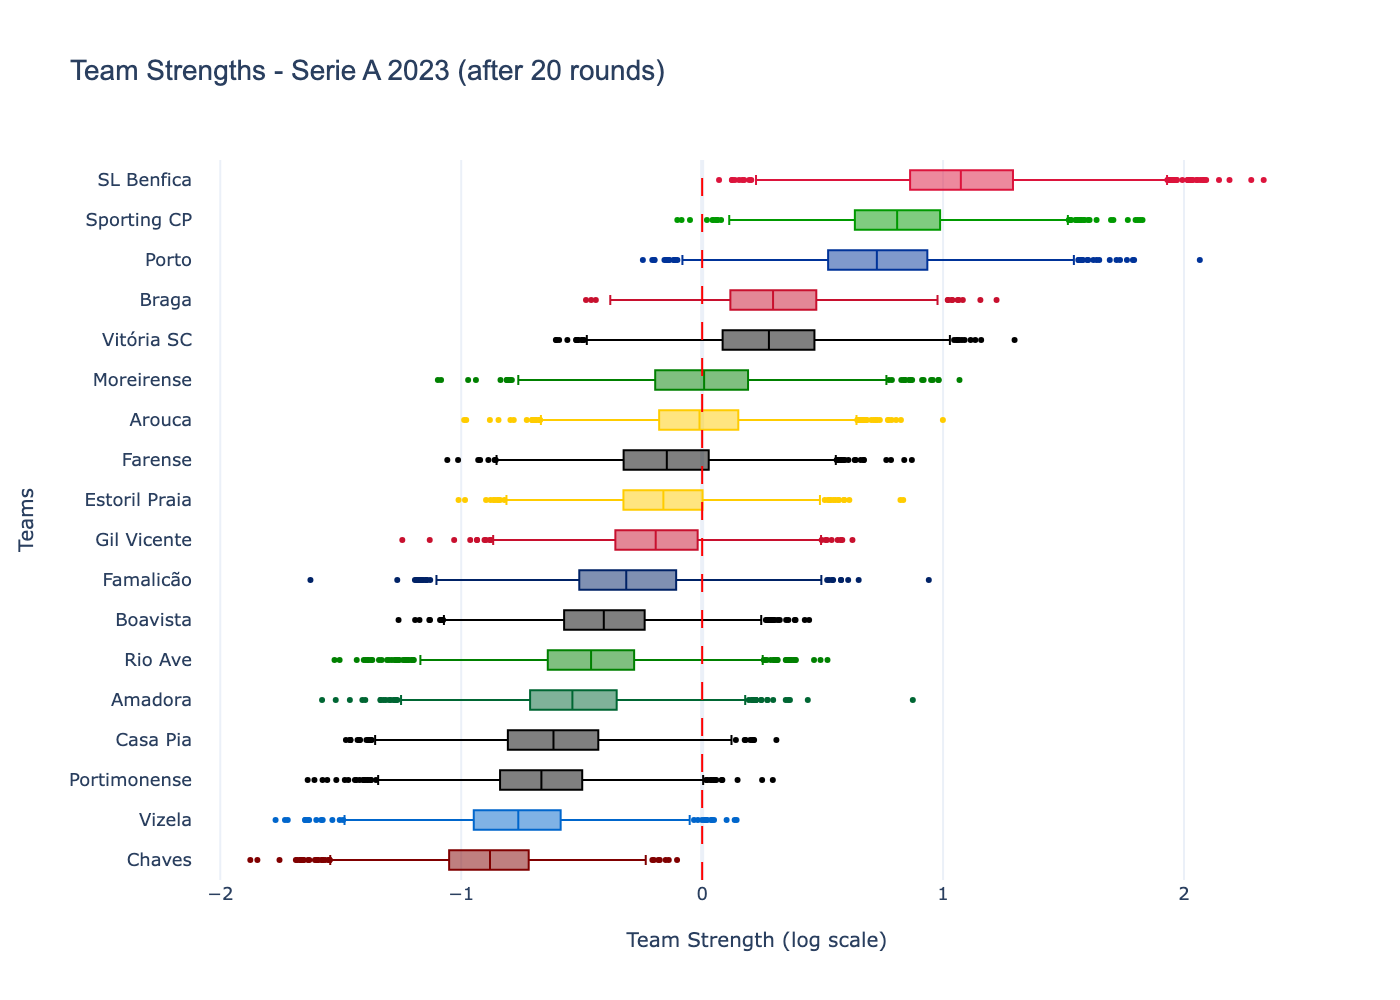 Team Strengths - Serie A 2023 (after 20 rounds)
SL Benfica
Sporting CP
Porto
Braga
Vitória SC
Moreirense
Arouca
Farense
Estoril Praia
Gil Vicente
Famalicão
Boavista
Rio Ave
Amadora
Casa Pia
Portimonense
Vizela
Chaves
Teams
−2 −1 0 1 2
Team Strength (log scale)